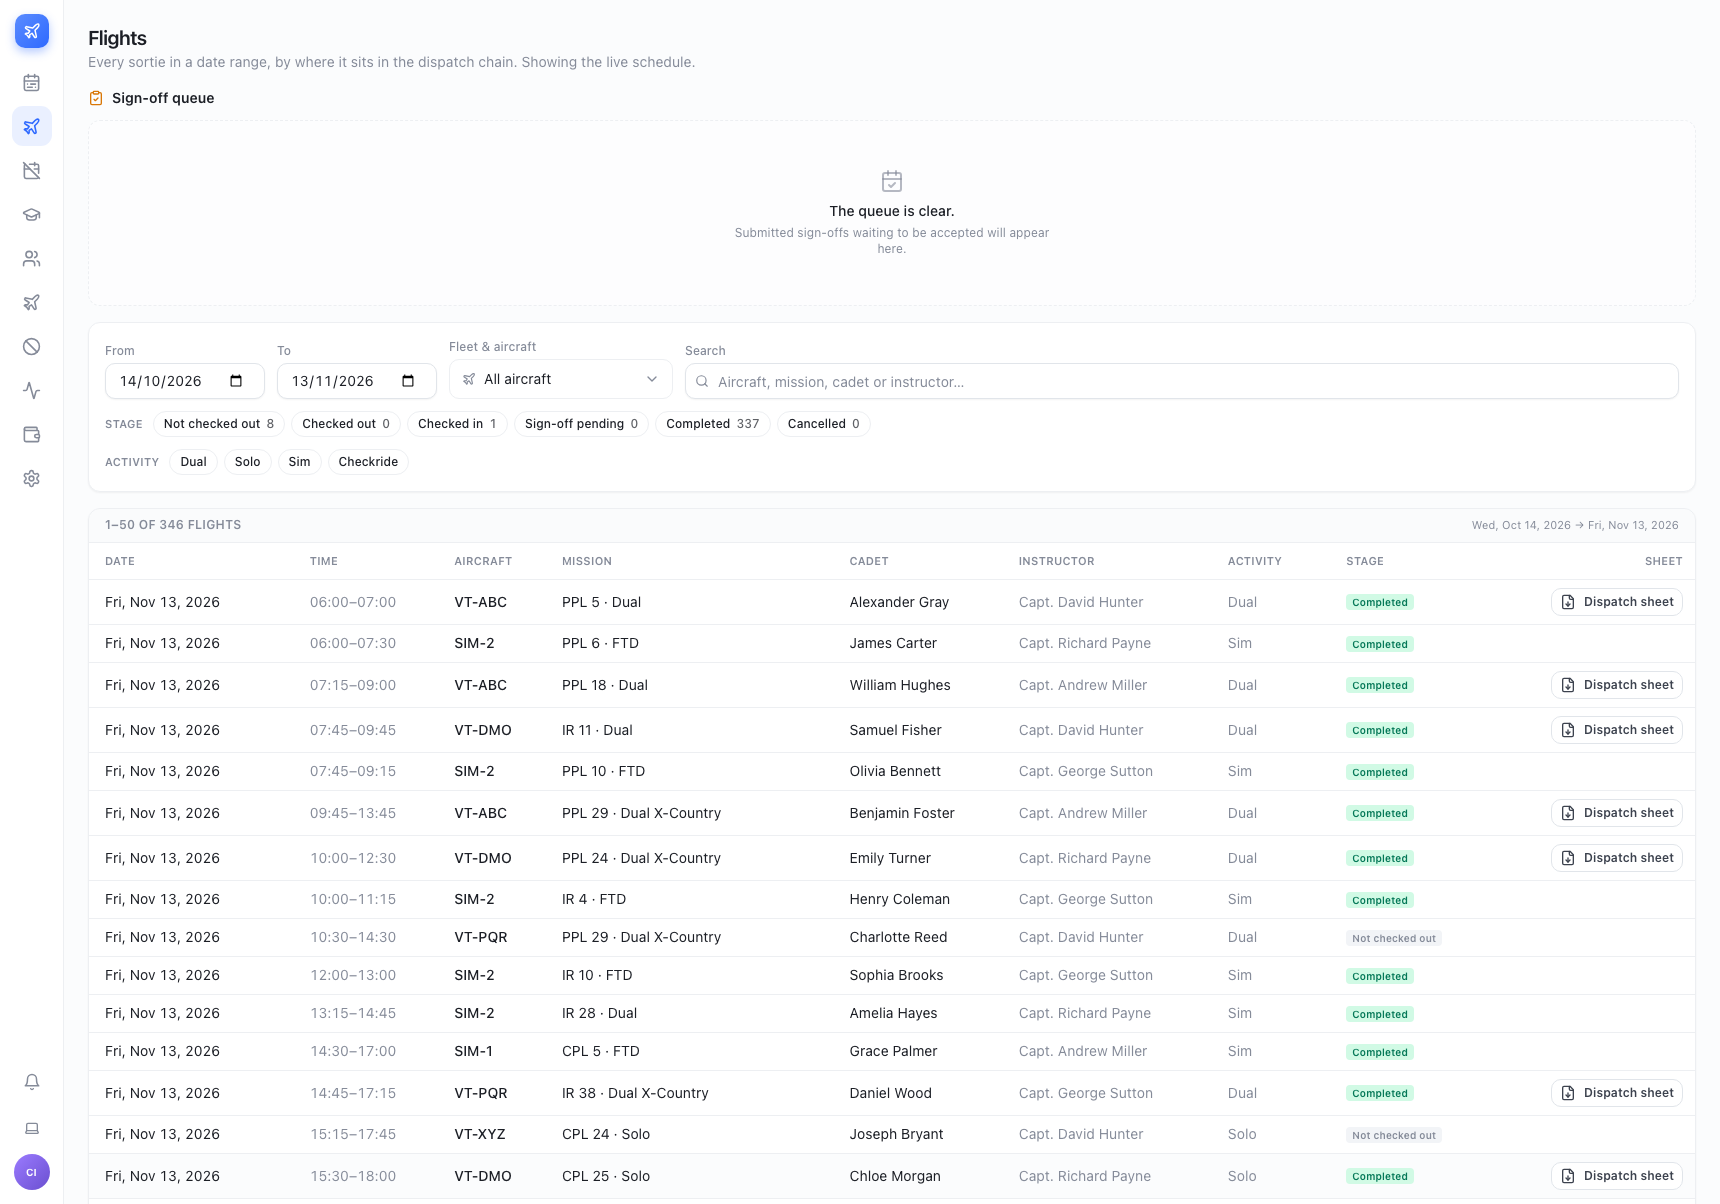 Flights
Every sortie in a date range, by where it sits in the dispatch chain. Showing the live schedule.
Sign-off queue
The queue is clear.
Submitted sign-offs waiting to be accepted will appear
here.
From To Fleet & aircraft Search
14/10/2026 13/11/2026 All aircraft Aircraft, mission, cadet or instructor...
STAGE Not checked out 8 Checked out 0 Checked in 1 Sign-off pending 0 Completed 337 Cancelled 0
ACTIVITY Dual Solo Sim Checkride
1–50 OF 346 FLIGHTS Wed, Oct 14, 2026 → Fri, Nov 13, 2026
DATE TIME AIRCRAFT MISSION CADET INSTRUCTOR ACTIVITY STAGE SHEET
Fri, Nov 13, 2026 06:00–07:00 VT-ABC PPL 5 · Dual Alexander Gray Capt. David Hunter Dual Completed Dispatch sheet
Fri, Nov 13, 2026 06:00–07:30 SIM-2 PPL 6 · FTD James Carter Capt. Richard Payne Sim Completed
Fri, Nov 13, 2026 07:15–09:00 VT-ABC PPL 18 · Dual William Hughes Capt. Andrew Miller Dual Completed Dispatch sheet
Fri, Nov 13, 2026 07:45–09:45 VT-DMO IR 11 · Dual Samuel Fisher Capt. David Hunter Dual Completed Dispatch sheet
Fri, Nov 13, 2026 07:45–09:15 SIM-2 PPL 10 · FTD Olivia Bennett Capt. George Sutton Sim Completed
Fri, Nov 13, 2026 09:45–13:45 VT-ABC PPL 29 · Dual X-Country Benjamin Foster Capt. Andrew Miller Dual Completed Dispatch sheet
Fri, Nov 13, 2026 10:00–12:30 VT-DMO PPL 24 · Dual X-Country Emily Turner Capt. Richard Payne Dual Completed Dispatch sheet
Fri, Nov 13, 2026 10:00–11:15 SIM-2 IR 4 · FTD Henry Coleman Capt. George Sutton Sim Completed
Fri, Nov 13, 2026 10:30–14:30 VT-PQR PPL 29 · Dual X-Country Charlotte Reed Capt. David Hunter Dual Not checked out
Fri, Nov 13, 2026 12:00–13:00 SIM-2 IR 10 · FTD Sophia Brooks Capt. George Sutton Sim Completed
Fri, Nov 13, 2026 13:15–14:45 SIM-2 IR 28 · Dual Amelia Hayes Capt. Richard Payne Sim Completed
Fri, Nov 13, 2026 14:30–17:00 SIM-1 CPL 5 · FTD Grace Palmer Capt. Andrew Miller Sim Completed
Fri, Nov 13, 2026 14:45–17:15 VT-PQR IR 38 · Dual X-Country Daniel Wood Capt. George Sutton Dual Completed Dispatch sheet
Fri, Nov 13, 2026 15:15–17:45 VT-XYZ CPL 24 · Solo Joseph Bryant Capt. David Hunter Solo Not checked out
Fri, Nov 13, 2026 15:30–18:00 VT-DMO CPL 25 · Solo Chloe Morgan Capt. Richard Payne Solo Completed Dispatch sheet
CI